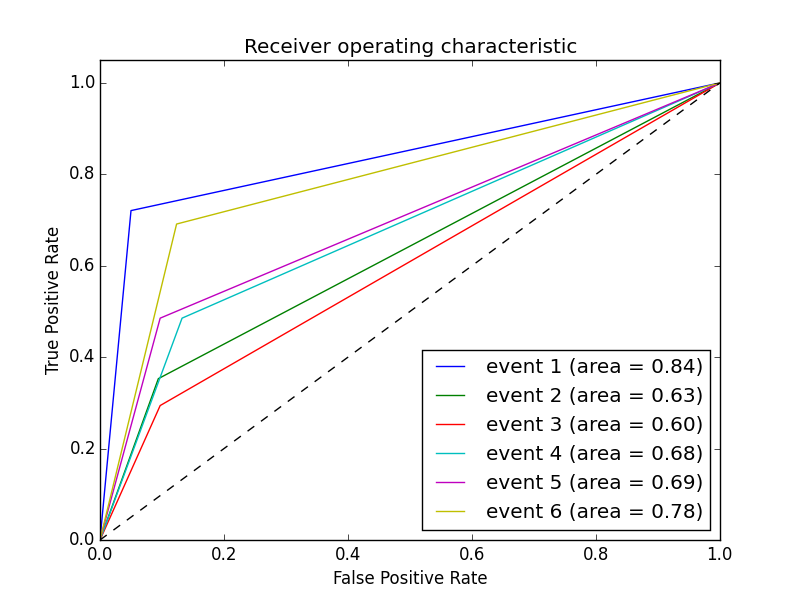 Receiver operating characteristic
True Positive Rate
1.0
0.8
0.6
0.4
0.2
0.0
event 1 (area = 0.84)
event 2 (area = 0.63)
event 3 (area = 0.60)
event 4 (area = 0.68)
event 5 (area = 0.69)
event 6 (area = 0.78)
0.0 0.2 0.4 0.6 0.8 1.0
False Positive Rate